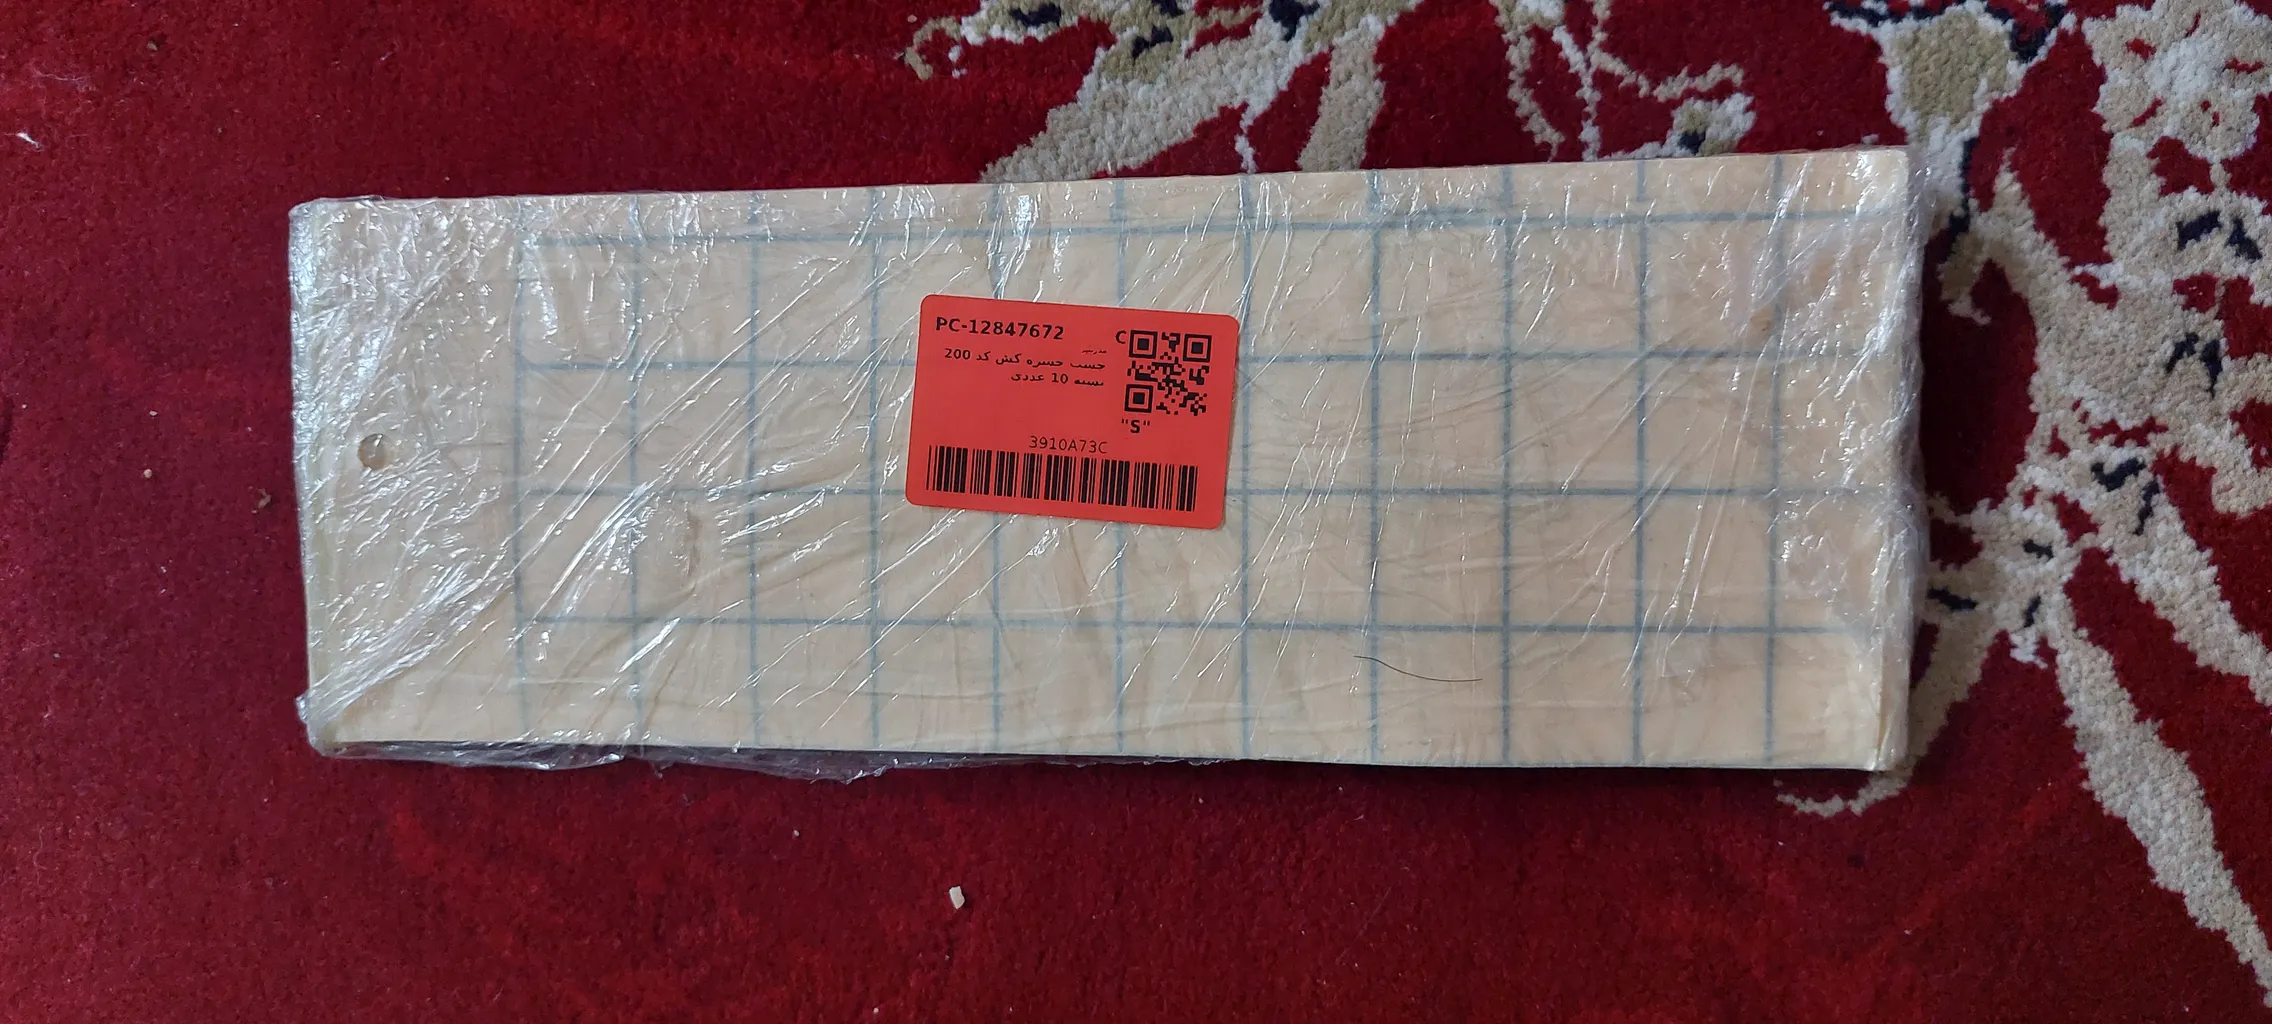 PC-12847672
C
چسب حشره کش کد 200
بسته 10 عددی
"S"
3910A73C